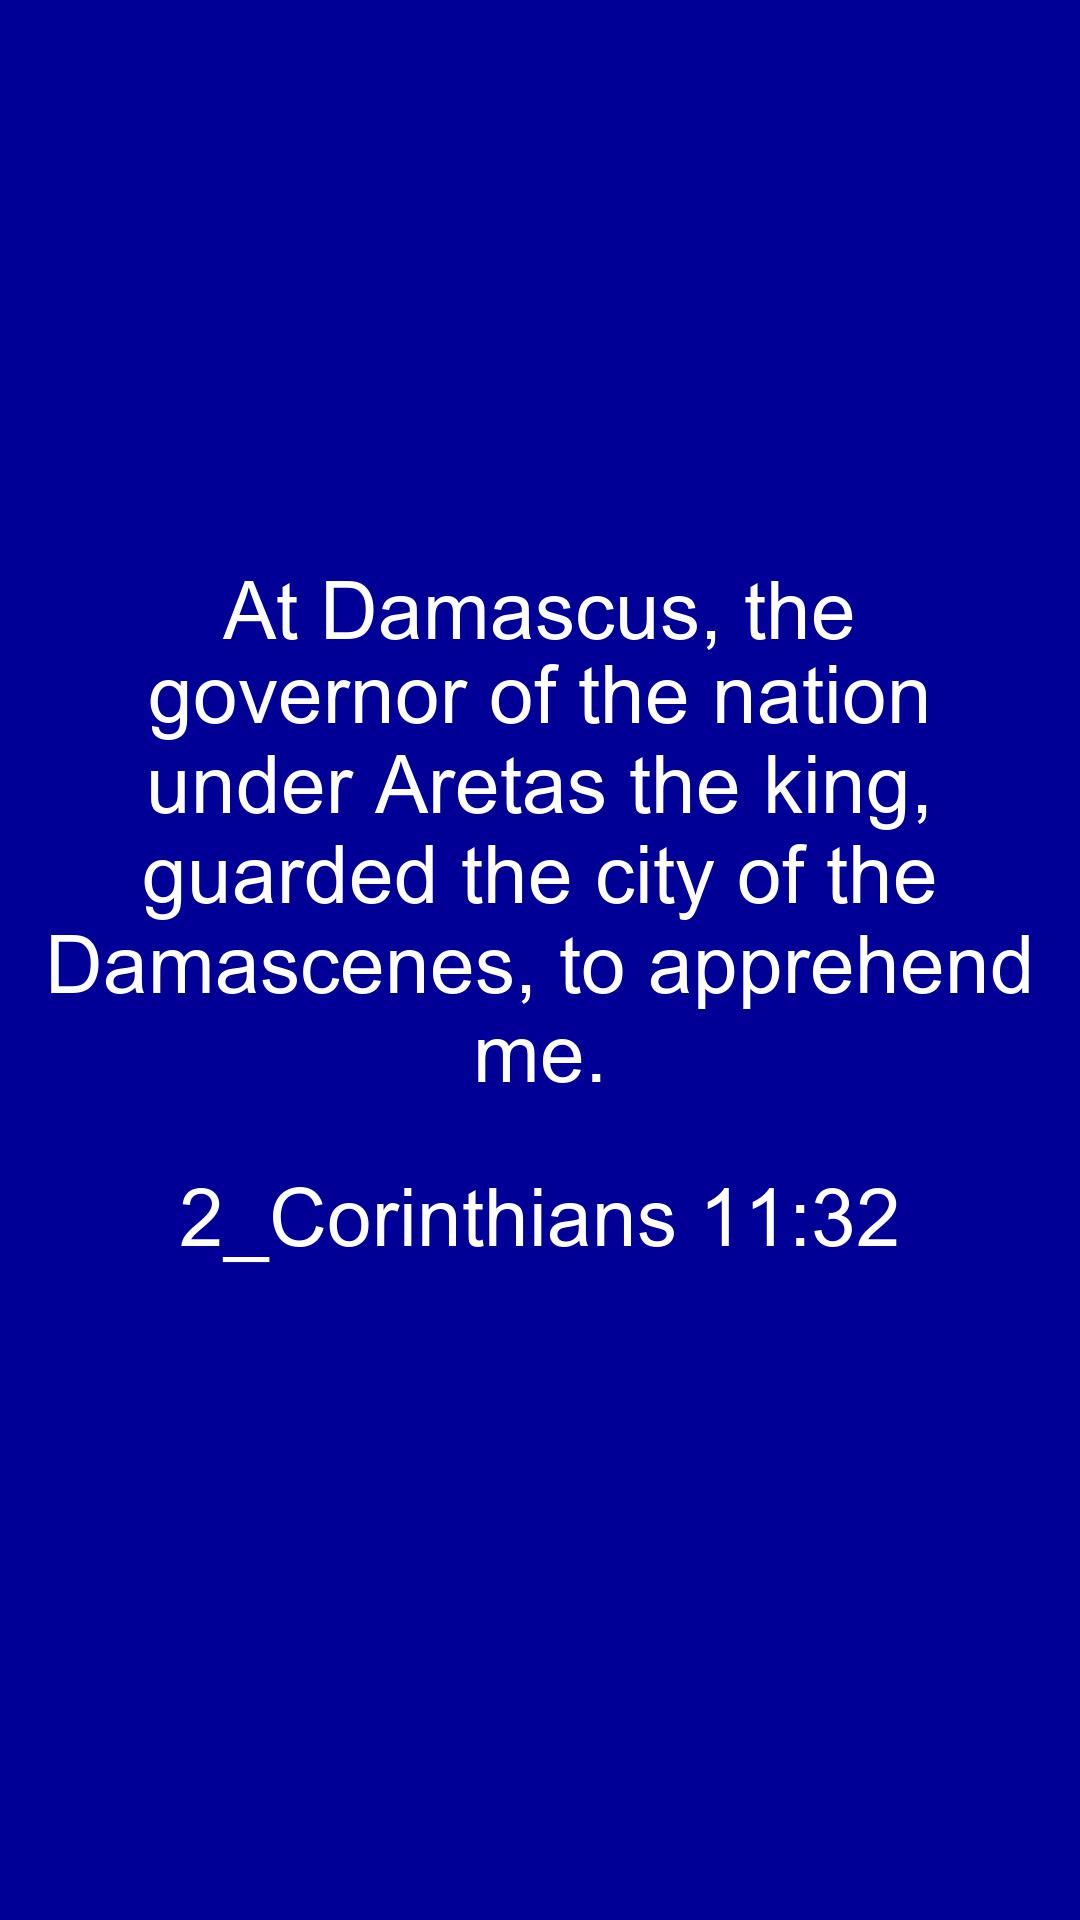 At Damascus, the
governor of the nation
under Aretas the king,
guarded the city of the
Damascenes, to apprehend
me.
2_Corinthians 11:32